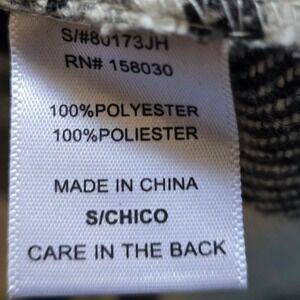 S/#80173JH
RN# 158030
100%POLYESTER
100%POLIESTER
MADE IN CHINA
S/CHICO
CARE IN THE BACK